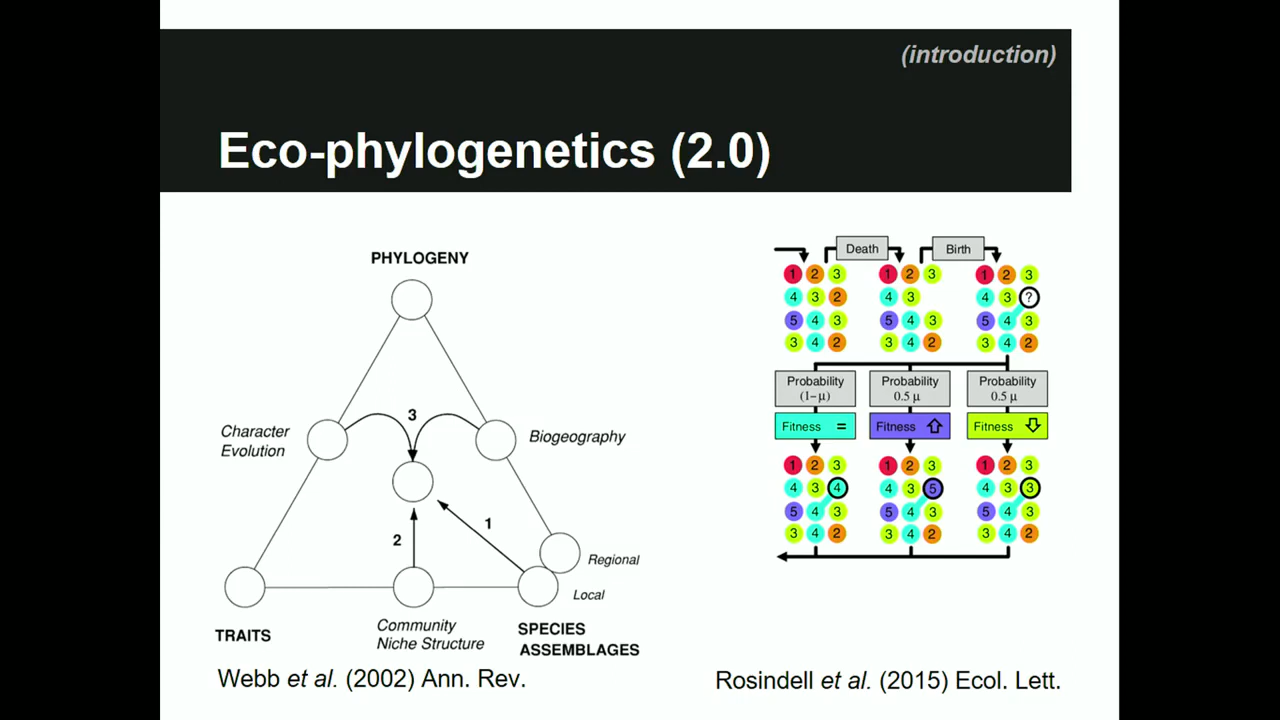 (introduction)
Eco-phylogenetics (2.0)
PHYLOGENY
3
Character
Evolution
Biogeography
1
2
Regional
Local
TRAITS
Community
Niche Structure
SPECIES
ASSEMBLAGES
Webb et al. (2002) Ann. Rev.
Death
Birth
1 2 3 1 2 3 1 2 3
4 3 2 4 3 4 3 ?
5 4 3 5 4 3 5 4 3
3 4 2 3 4 2 3 4 2
Probability
(1-μ)
Probability
0.5 μ
Probability
0.5 μ
Fitness =
Fitness
Fitness
1 2 3 1 2 3 1 2 3
4 3 4 4 3 5 4 3 3
5 4 3 5 4 3 5 4 3
3 4 2 3 4 2 3 4 2
Rosindell et al. (2015) Ecol. Lett.